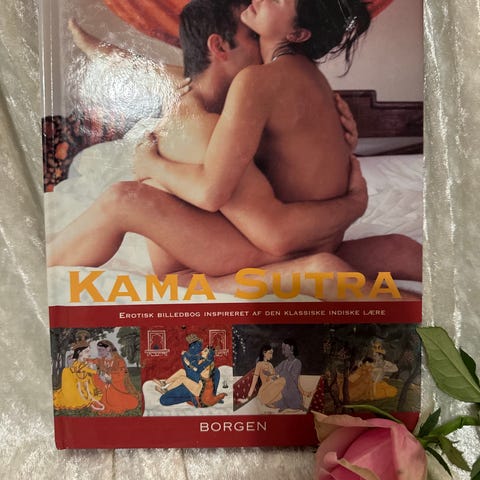 KAMA SUTRA
EROTISK BILLEDBOG INSPIRERET AF DEN KLASSISKE INDISKE LÆRE
BORGEN